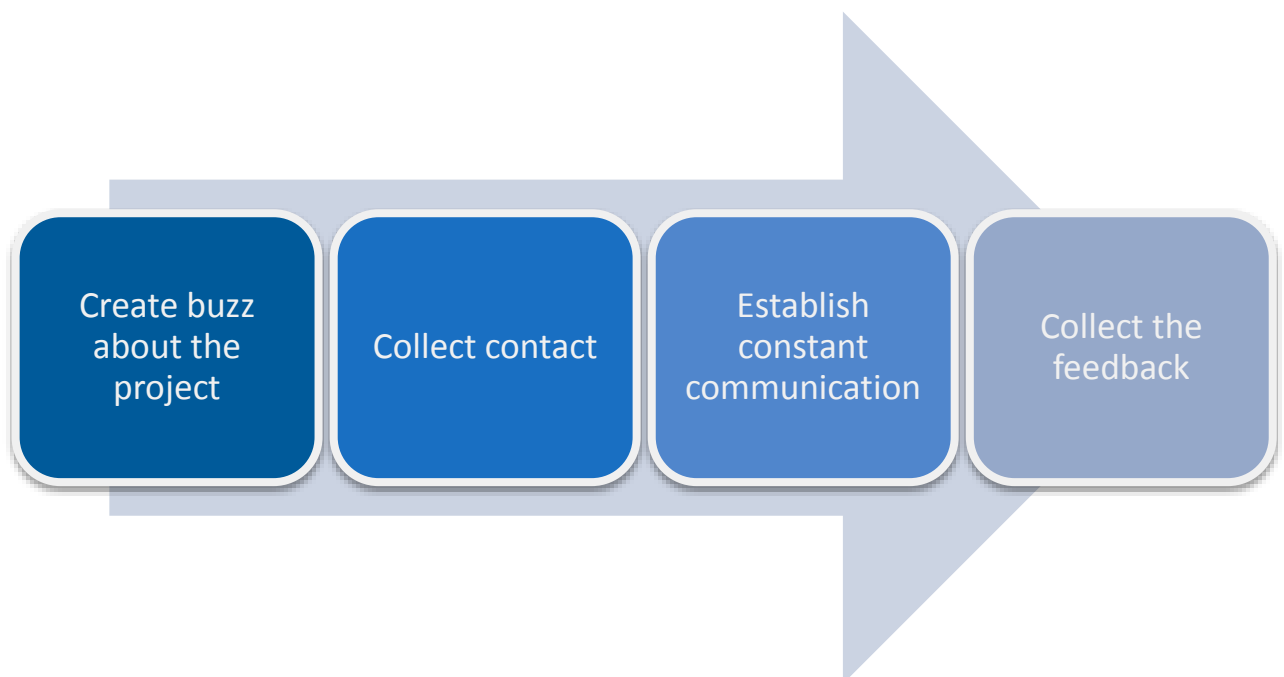 Create buzz
about the
project
Collect contact
Establish
constant
communication
Collect the
feedback